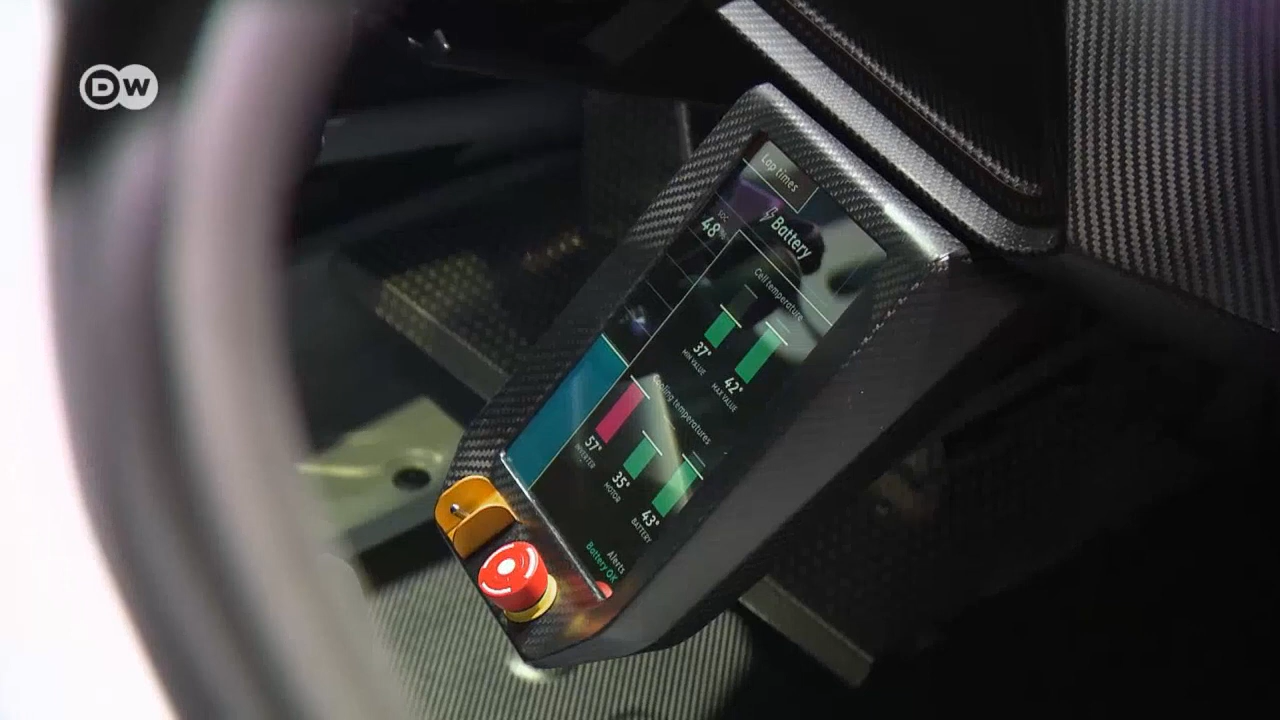 DW
Lap times
SOC
48%
Battery
Cell temperature
37°
MIN VALUE
42°
MAX VALUE
Cooling temperatures
57°
INVERTER
35°
MOTOR
43°
BATTERY
Alerts
Battery OK